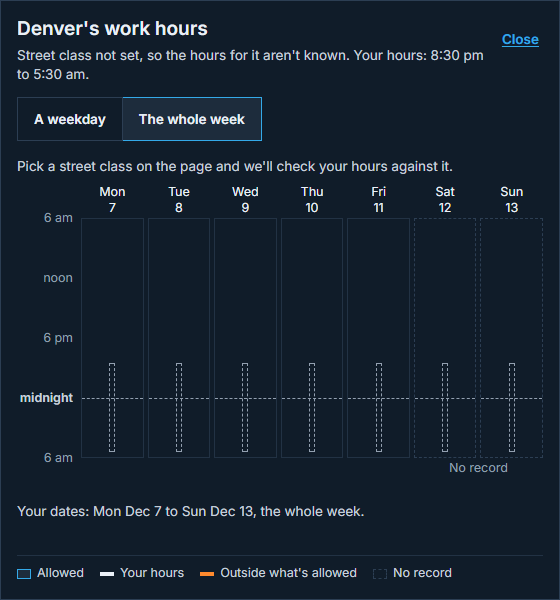 Denver's work hours
Close
Street class not set, so the hours for it aren't known. Your hours: 8:30 pm
to 5:30 am.
A weekday
The whole week
Pick a street class on the page and we'll check your hours against it.
Mon Tue Wed Thu Fri Sat Sun
7 8 9 10 11 12 13
6 am
noon
6 pm
midnight
6 am
No record
Your dates: Mon Dec 7 to Sun Dec 13, the whole week.
Allowed Your hours Outside what's allowed No record